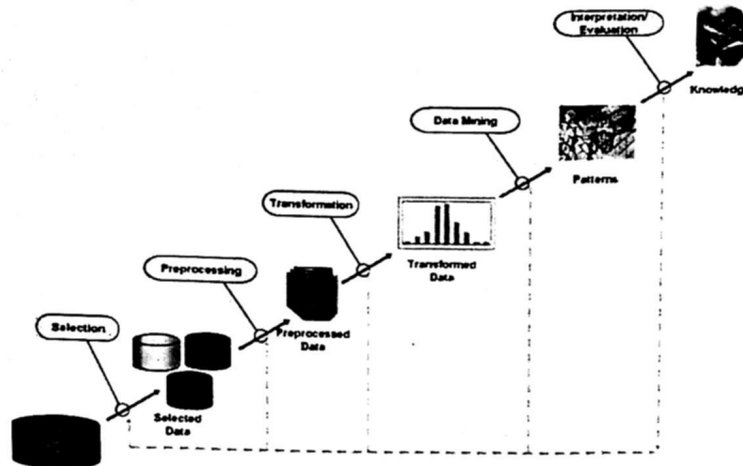 Interpretation/
Evaluation
Knowledg
Data Mining
Patterns
Transformation
Transformed
Data
Preprocessing
Preprocessed
Data
Selection
Selected
Data